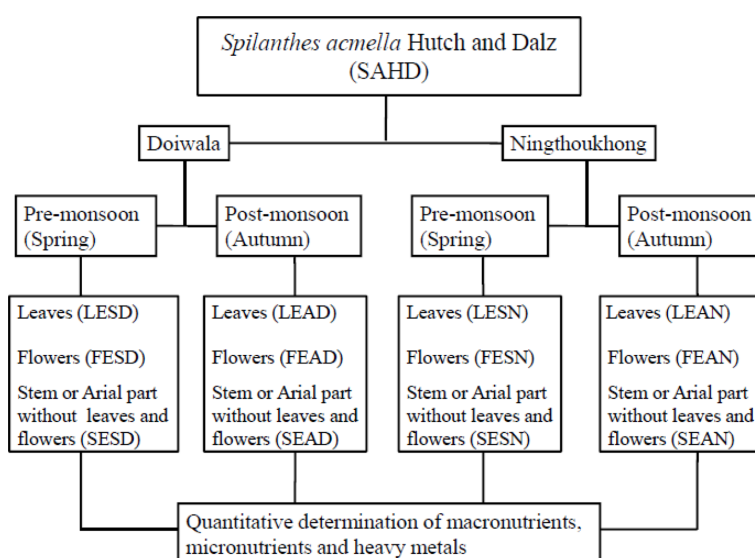 Spilanthes acmella Hutch and Dalz
(SAHD)
Doiwala
Ningthoukhong
Pre-monsoon
(Spring)
Post-monsoon
(Autumn)
Pre-monsoon
(Spring)
Post-monsoon
(Autumn)
Leaves (LESD)
Flowers (FESD)
Stem or Arial part
without leaves and
flowers (SESD)
Leaves (LEAD)
Flowers (FEAD)
Stem or Arial part
without leaves and
flowers (SEAD)
Leaves (LESN)
Flowers (FESN)
Stem or Arial part
without leaves and
flowers (SESN)
Leaves (LEAN)
Flowers (FEAN)
Stem or Arial part
without leaves and
flowers (SEAN)
Quantitative determination of macronutrients,
micronutrients and heavy metals